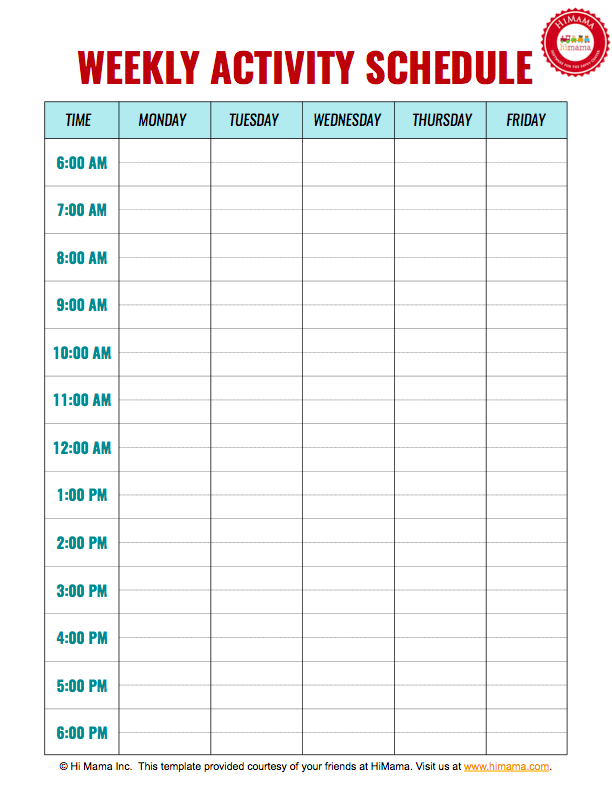 HIMAMA
himama
WEEKLY ACTIVITY SCHEDULE
TIME MONDAY TUESDAY WEDNESDAY THURSDAY FRIDAY
6:00 AM
7:00 AM
8:00 AM
9:00 AM
10:00 AM
11:00 AM
12:00 AM
1:00 PM
2:00 PM
3:00 PM
4:00 PM
5:00 PM
6:00 PM
© Hi Mama Inc. This template provided courtesy of your friends at HiMama. Visit us at www.himama.com.